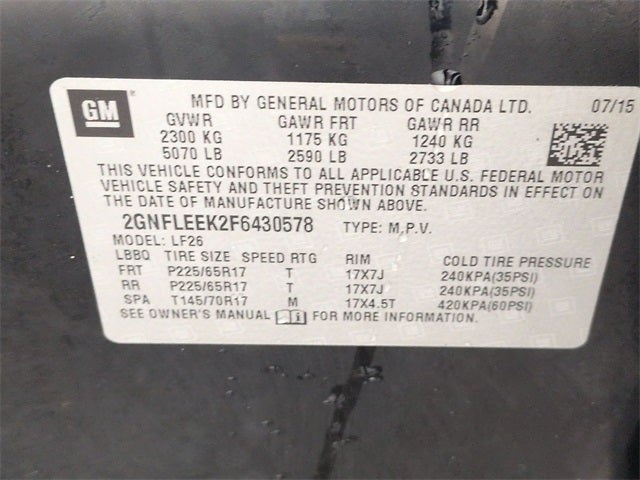 GM
MFD BY GENERAL MOTORS OF CANADA LTD. 07/15
GVWR GAWR FRT GAWR RR
2300 KG 1175 KG 1240 KG
5070 LB 2590 LB 2733 LB
THIS VEHICLE CONFORMS TO ALL APPLICABLE U.S. FEDERAL MOTOR
VEHICLE SAFETY AND THEFT PREVENTION STANDARDS IN EFFECT ON
THE DATE OF MANUFACTURE SHOWN ABOVE.
2GNFLEEK2F6430578 TYPE: M.P.V.
MODEL: LF26
LBBQ TIRE SIZE SPEED RTG RIM COLD TIRE PRESSURE
FRT P225/65R17 T 17X7J 240KPA(35PSI)
RR P225/65R17 T 17X7J 240KPA(35PSI)
SPA T145/70R17 M 17X4.5T 420KPA(60PSI)
SEE OWNER'S MANUAL FOR MORE INFORMATION.